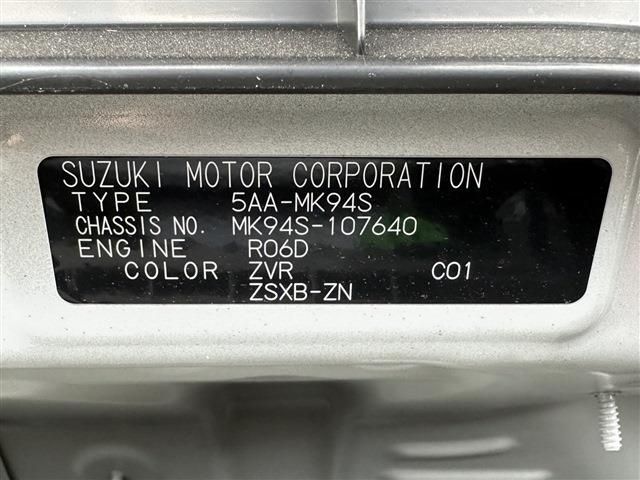 SUZUKI MOTOR CORPORATION
TYPE 5AA-MK94S
CHASSIS NO. MK94S-107640
ENGINE R06D
COLOR ZVR C01
ZSXB-ZN